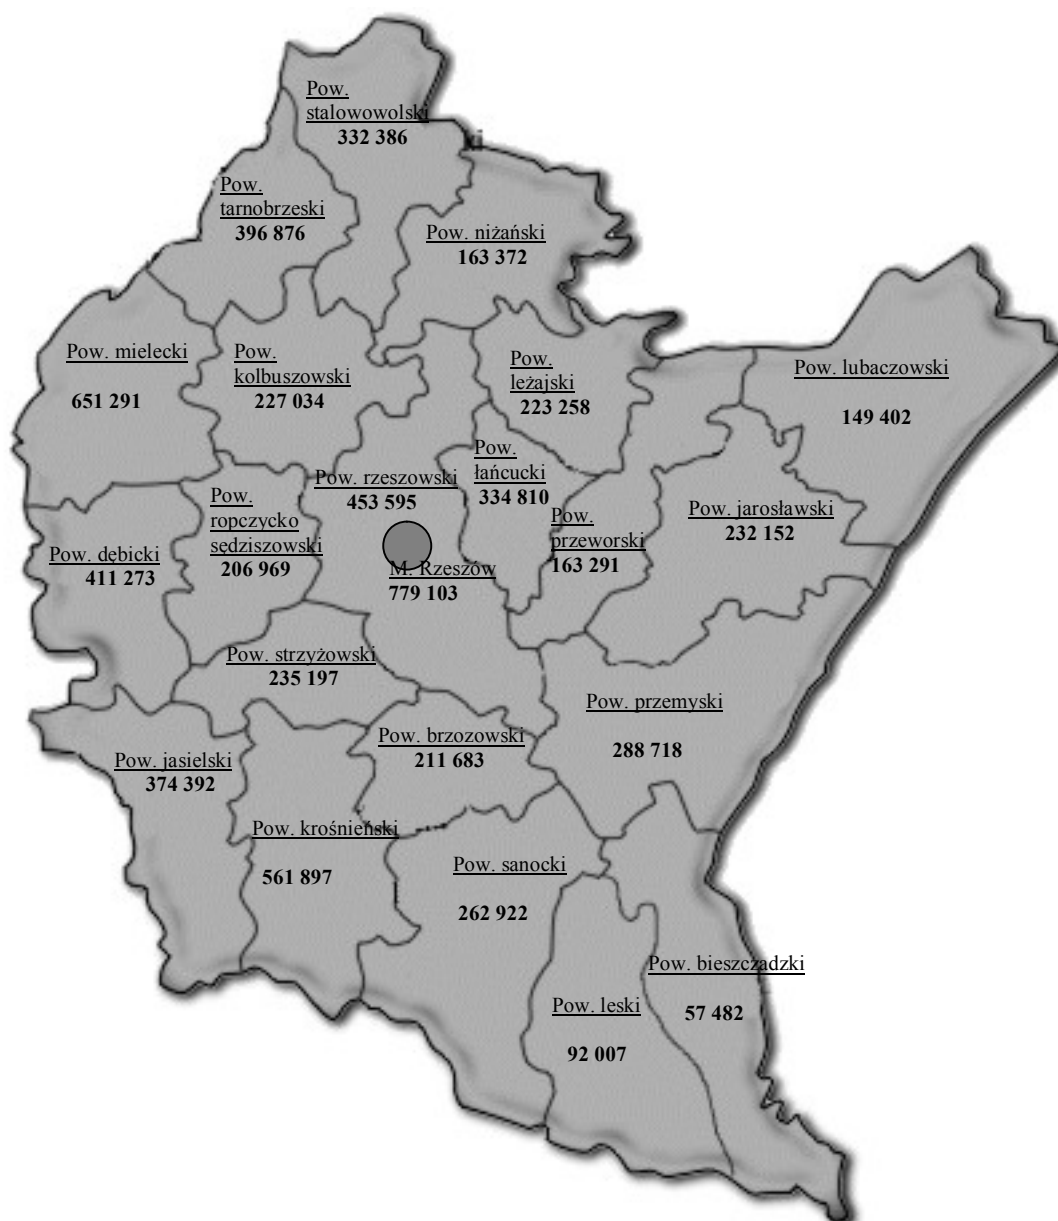 Pow.
stalowowolski
332 386
ki
Pow.
tarnobrzeski
396 876
Pow. niżański
163 372
Pow. mielecki
651 291
Pow.
kolbuszowski
227 034
Pow.
leżajski
223 258
Pow. lubaczowski
149 402
Pow. rzeszowski
453 595
Pow.
łańcucki
334 810
Pow.
ropczycko
sędziszowski
206 969
Pow.
przeworski
163 291
Pow. jarosławski
232 152
Pow. dębicki
411 273
M. Rzeszów
779 103
Pow. strzyżowski
235 197
Pow. przemyski
288 718
Pow. brzozowski
211 683
Pow. jasielski
374 392
Pow. krośnieński
561 897
Pow. sanocki
262 922
Pow. bieszczadzki
57 482
Pow. leski
92 007